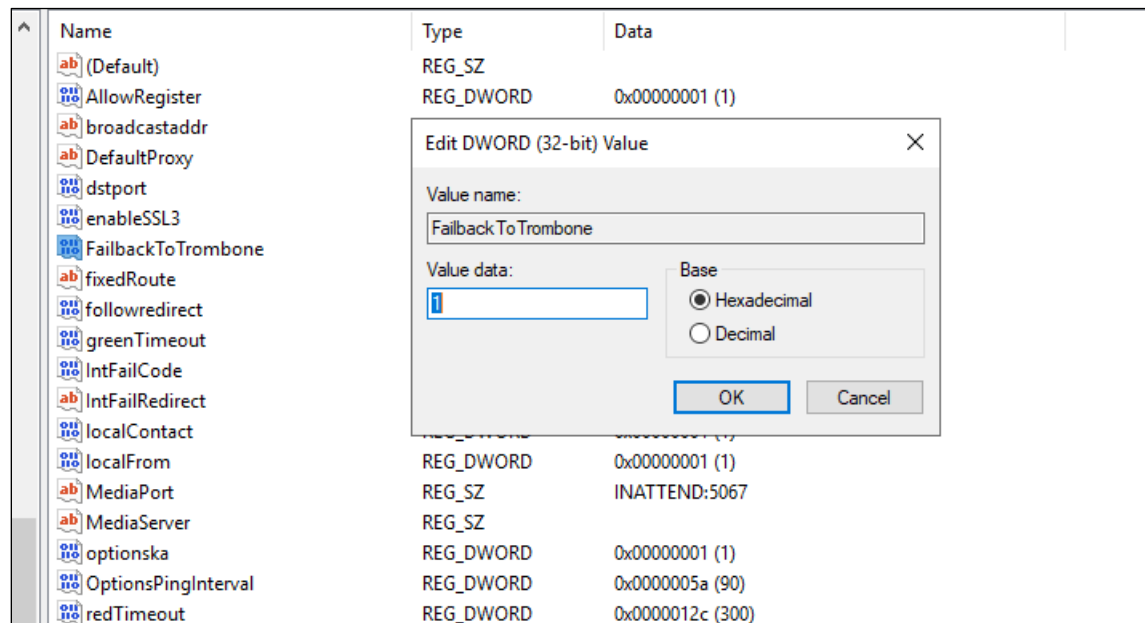 Name Type Data
(Default) REG_SZ
AllowRegister REG_DWORD 0x00000001 (1)
broadcastaddr
DefaultProxy
dstport
enableSSL3
FailbackToTrombone
fixedRoute
followredirect
greenTimeout
IntFailCode
IntFailRedirect
localContact
Edit DWORD (32-bit) Value
Value name:
FailbackToTrombone
Value data:
1
Base
Hexadecimal
Decimal
OK Cancel
localFrom REG_DWORD 0x00000001 (1)
MediaPort REG_SZ INATTEND:5067
MediaServer REG_SZ
optionska REG_DWORD 0x00000001 (1)
OptionsPingInterval REG_DWORD 0x0000005a (90)
redTimeout REG_DWORD 0x0000012c (300)